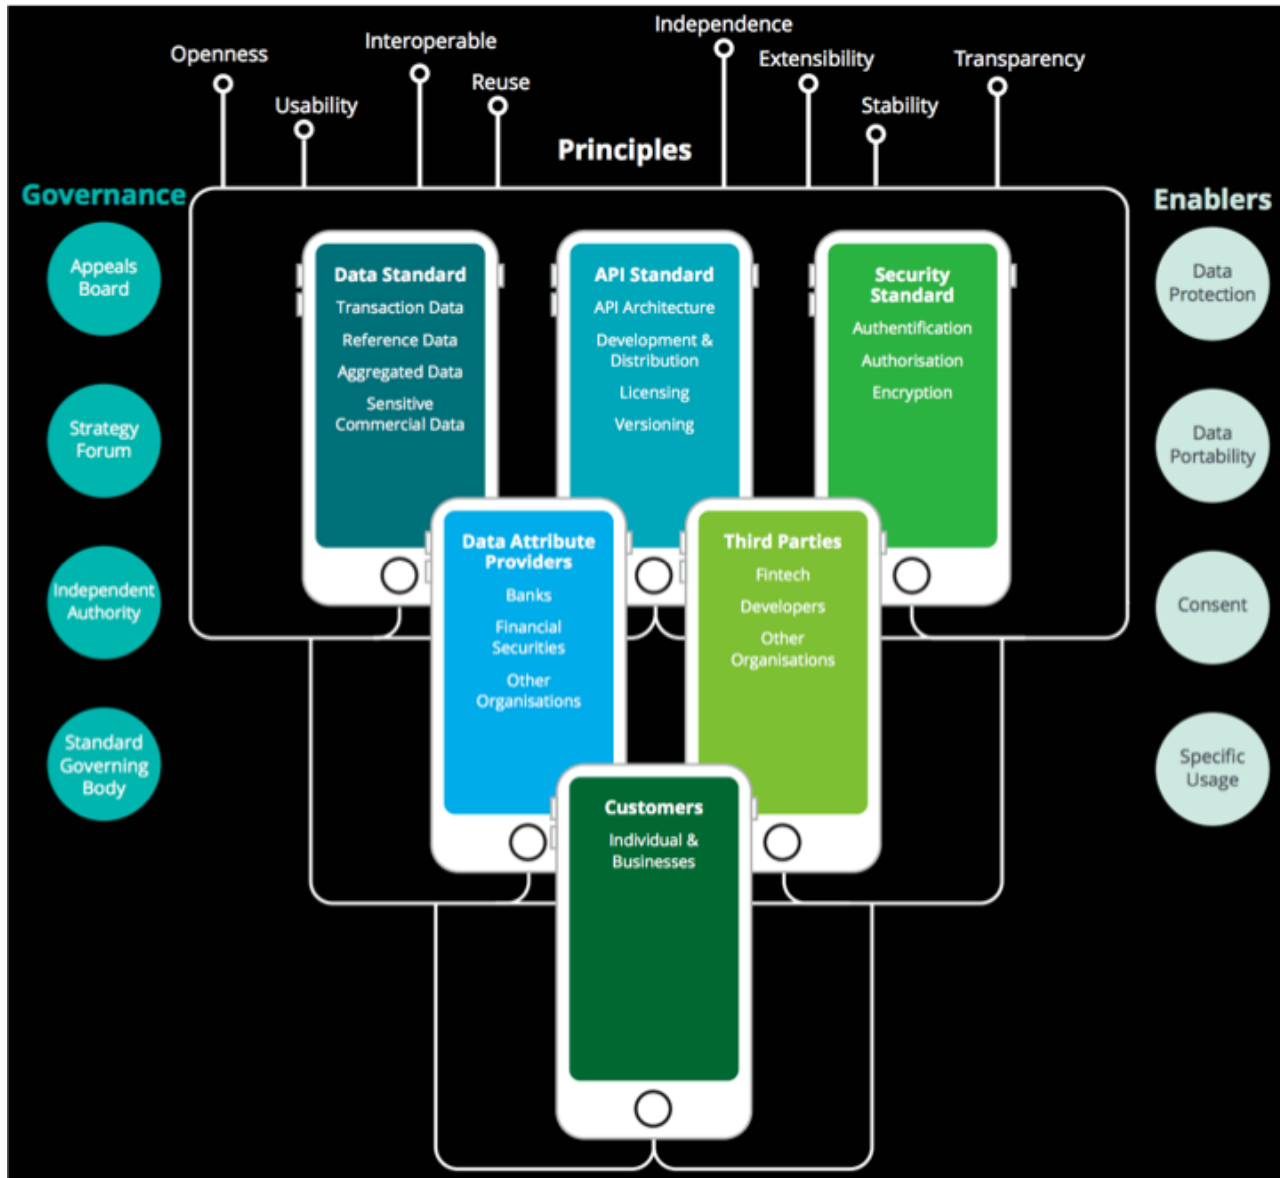 Openness
Usability
Interoperable
Reuse
Independence
Extensibility
Stability
Transparency
Principles
Governance
Appeals
Board
Strategy
Forum
Independent
Authority
Standard
Governing
Body
Data Standard
Transaction Data
Reference Data
Aggregated Data
Sensitive
Commercial Data
API Standard
API Architecture
Development &
Distribution
Licensing
Versioning
Security
Standard
Authentification
Authorisation
Encryption
Data Attribute
Providers
Banks
Financial
Securities
Other
Organisations
Third Parties
Fintech
Developers
Other
Organisations
Customers
Individual &
Businesses
Enablers
Data
Protection
Data
Portability
Consent
Specific
Usage